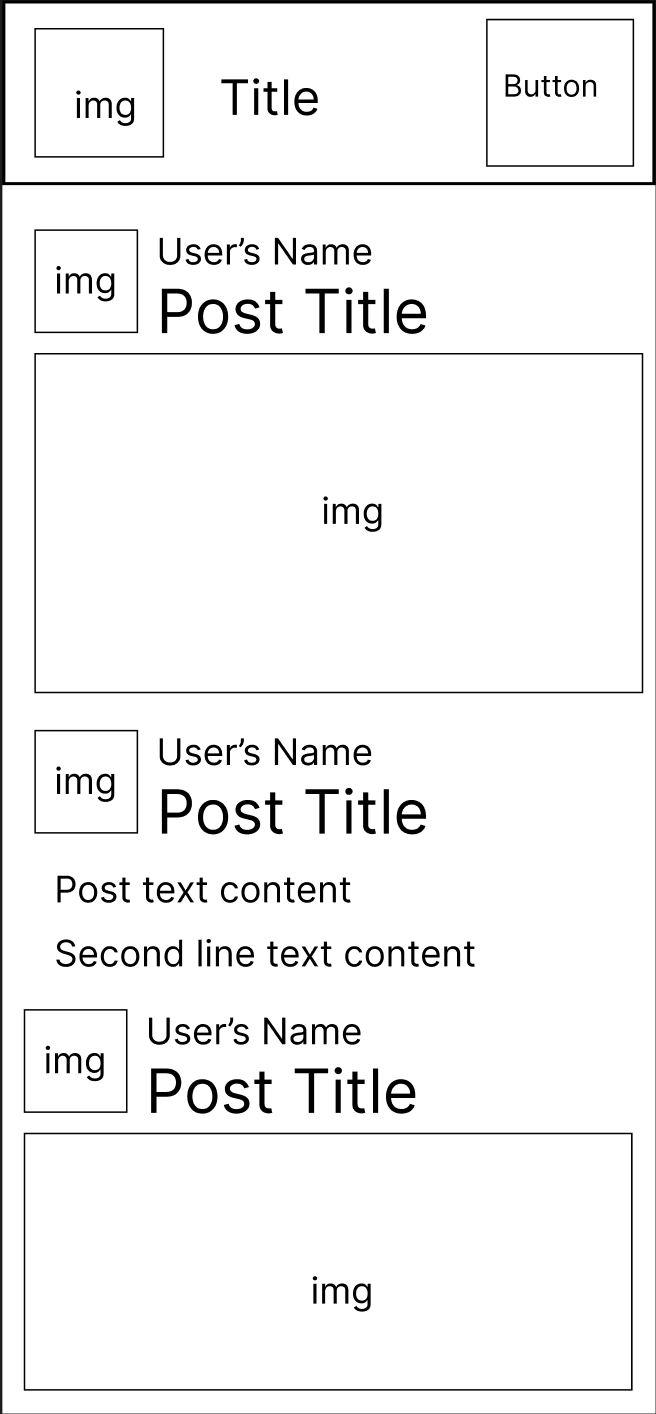 img
Title
Button
img
User’s Name
Post Title
img
img
User’s Name
Post Title
Post text content
Second line text content
img
User’s Name
Post Title
img